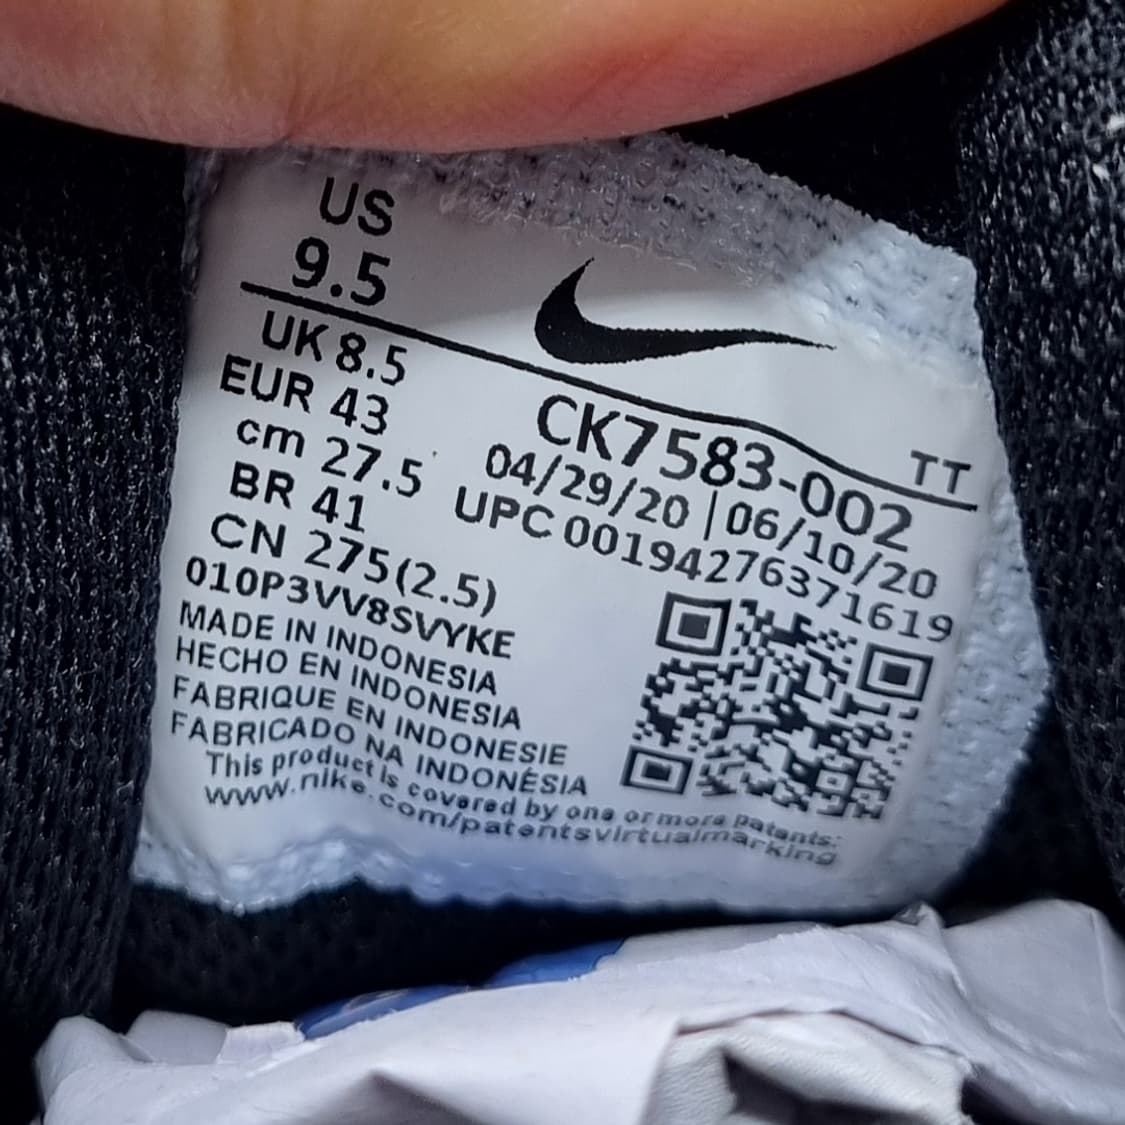 US
9.5
UK 8.5
EUR 43
cm 27.5
BR 41
CN 275(2.5)
010P3VV8SVYKE
MADE IN INDONESIA
HECHO EN INDONESIA
FABRIQUE EN INDONESIE
FABRICADO NA INDONÉSIA
This product is covered by one or more patents:
www.nike.com/patentsvirtualmarking
TT
CK7583-002
04/29/20 | 06/10/20
UPC 00194276371619